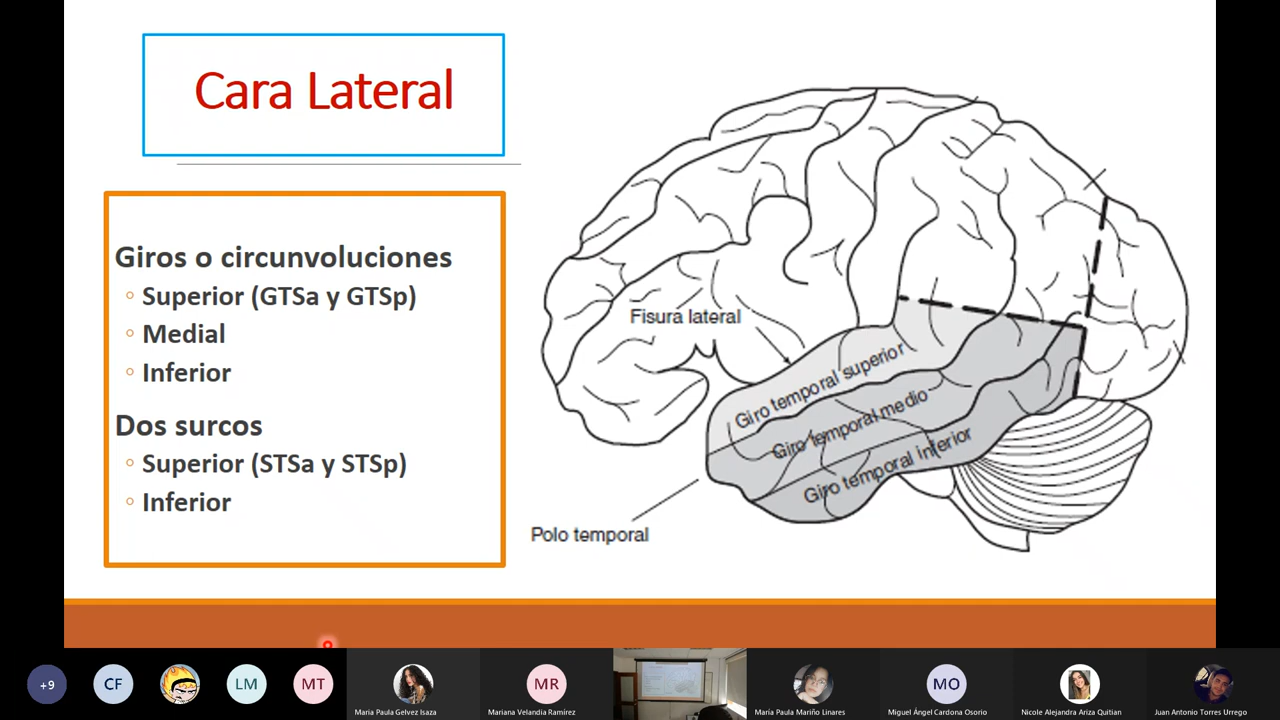 Cara Lateral
Giros o circunvoluciones
Superior (GTSa y GTSp)
Medial
Inferior
Dos surcos
Superior (STSa y STSp)
Inferior
Fisura lateral
Giro temporal superior
Giro temporal medio
Giro temporal inferior
Polo temporal
+9
CF
LM
MT
María Paula Gelvez Isaza
MR
Mariana Velandia Ramírez
María Paula Mariño Linares
MO
Miguel Ángel Cardona Osorio
Nicole Alejandra Ariza Quitian
Juan Antonio Torres Urrego